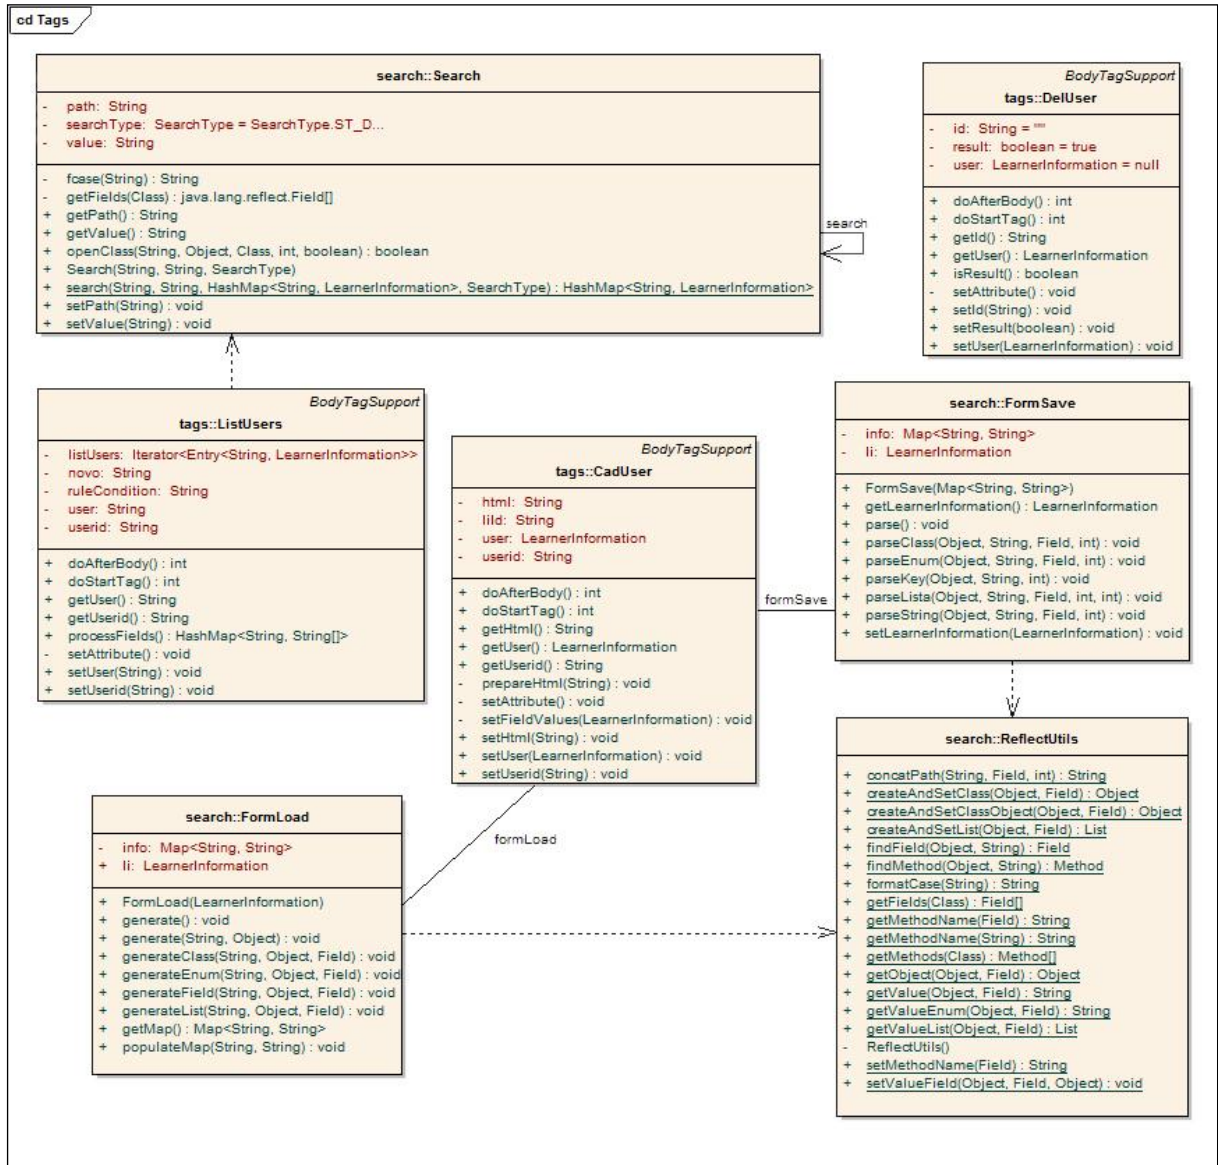 cd Tags
search::Search
- path: String
- searchType: SearchType = SearchType.ST_D...
- value: String
- fcase(String) : String
- getFields(Class) : java.lang.reflect.Field[]
+ getPath() : String
+ getValue() : String
+ openClass(String, Object, Class, int, boolean) : boolean
+ Search(String, String, SearchType)
+ search(String, String, HashMap<String, LearnerInformation>, SearchType) : HashMap<String, LearnerInformation>
+ setPath(String) : void
+ setValue(String) : void
search
BodyTagSupport
tags::DelUser
- id: String = ""
- result: boolean = true
- user: LearnerInformation = null
+ doAfterBody() : int
+ doStartTag() : int
+ getId() : String
+ getUser() : LearnerInformation
+ isResult() : boolean
- setAttribute() : void
+ setId(String) : void
+ setResult(boolean) : void
+ setUser(LearnerInformation) : void
BodyTagSupport
tags::ListUsers
- listUsers: Iterator<Entry<String, LearnerInformation>>
- novo: String
- ruleCondition: String
- user: String
- userid: String
+ doAfterBody() : int
+ doStartTag() : int
+ getUser() : String
+ getUserid() : String
+ processFields() : HashMap<String, String[]>
- setAttribute() : void
+ setUser(String) : void
+ setUserid(String) : void
BodyTagSupport
tags::CadUser
- html: String
- liId: String
- user: LearnerInformation
- userid: String
+ doAfterBody() : int
+ doStartTag() : int
+ getHtml() : String
+ getUser() : LearnerInformation
+ getUserid() : String
- prepareHtml(String) : void
- setAttribute() : void
- setFieldValues(LearnerInformation) : void
+ setHtml(String) : void
+ setUser(LearnerInformation) : void
+ setUserid(String) : void
formSave
search::FormSave
- info: Map<String, String>
- li: LearnerInformation
+ FormSave(Map<String, String>)
+ getLearnerInformation() : LearnerInformation
+ parse() : void
+ parseClass(Object, String, Field, int) : void
+ parseEnum(Object, String, Field, int) : void
+ parseKey(Object, String, int) : void
+ parseLista(Object, String, Field, int, int) : void
+ parseString(Object, String, Field, int) : void
+ setLearnerInformation(LearnerInformation) : void
search::FormLoad
- info: Map<String, String>
+ li: LearnerInformation
+ FormLoad(LearnerInformation)
+ generate() : void
+ generate(String, Object) : void
+ generateClass(String, Object, Field) : void
+ generateEnum(String, Object, Field) : void
+ generateField(String, Object, Field) : void
+ generateList(String, Object, Field) : void
+ getMap() : Map<String, String>
+ populateMap(String, String) : void
formLoad
search::ReflectUtils
+ concatPath(String, Field, int) : String
+ createAndSetClass(Object, Field) : Object
+ createAndSetClassObject(Object, Field) : Object
+ createAndSetList(Object, Field) : List
+ findField(Object, String) : Field
+ findMethod(Object, String) : Method
+ formatCase(String) : String
+ getFields(Class) : Field[]
+ getMethodName(Field) : String
+ getMethodName(String) : String
+ getMethods(Class) : Method[]
+ getObject(Object, Field) : Object
+ getValue(Object, Field) : String
+ getValueEnum(Object, Field) : String
+ getValueList(Object, Field) : List
- ReflectUtils()
+ setMethodName(Field) : String
+ setValueField(Object, Field, Object) : void